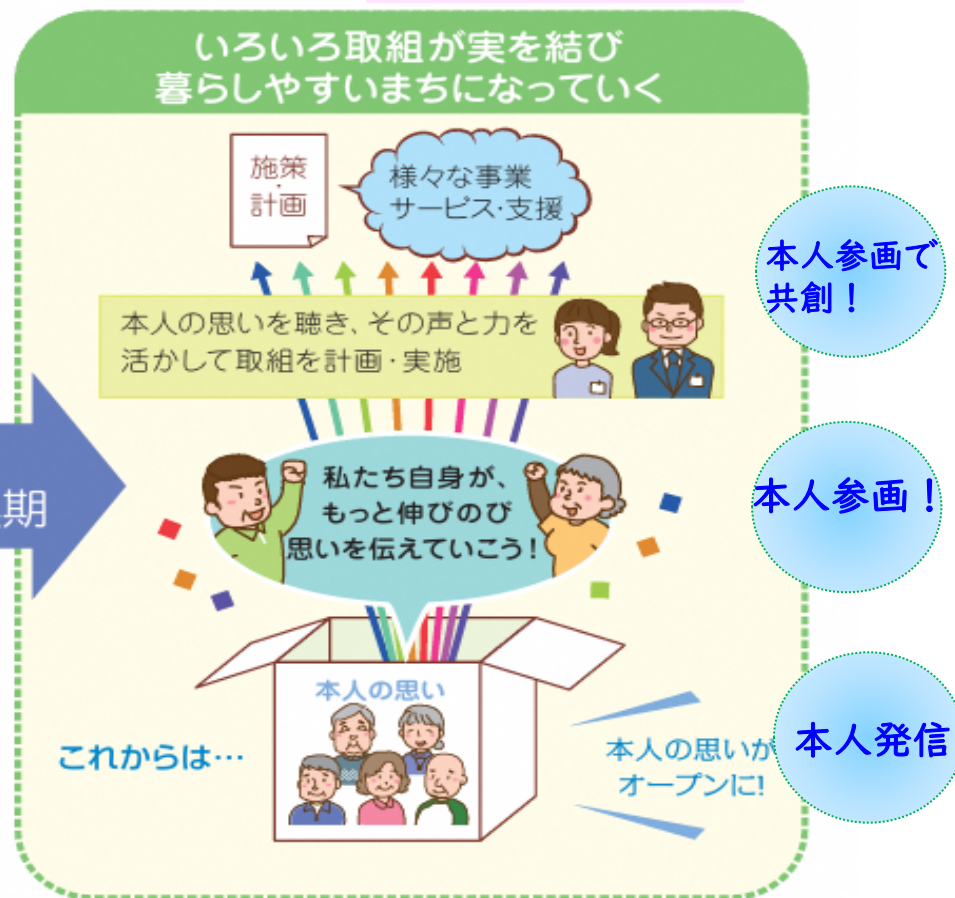 いろいろ取組が実を結び
暮らしやすいまちになっていく
施策
・
計画
様々な事業
サービス・支援
本人参画で
共創！
本人の思いを聴き、その声と力を
活かして取組を計画・実施
期
私たち自身が、
もっと伸びのび
思いを伝えていこう！
本人参画！
本人の思い
これからは…
本人の思いが
オープンに！
本人発信